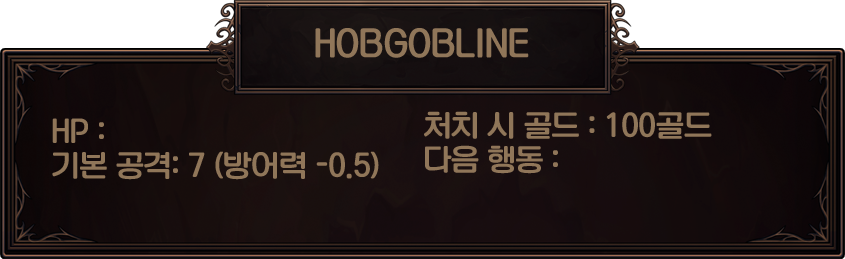 HOBGOBLINE
HP :
기본 공격: 7 (방어력 -0.5)
처치 시 골드 : 100골드
다음 행동 :